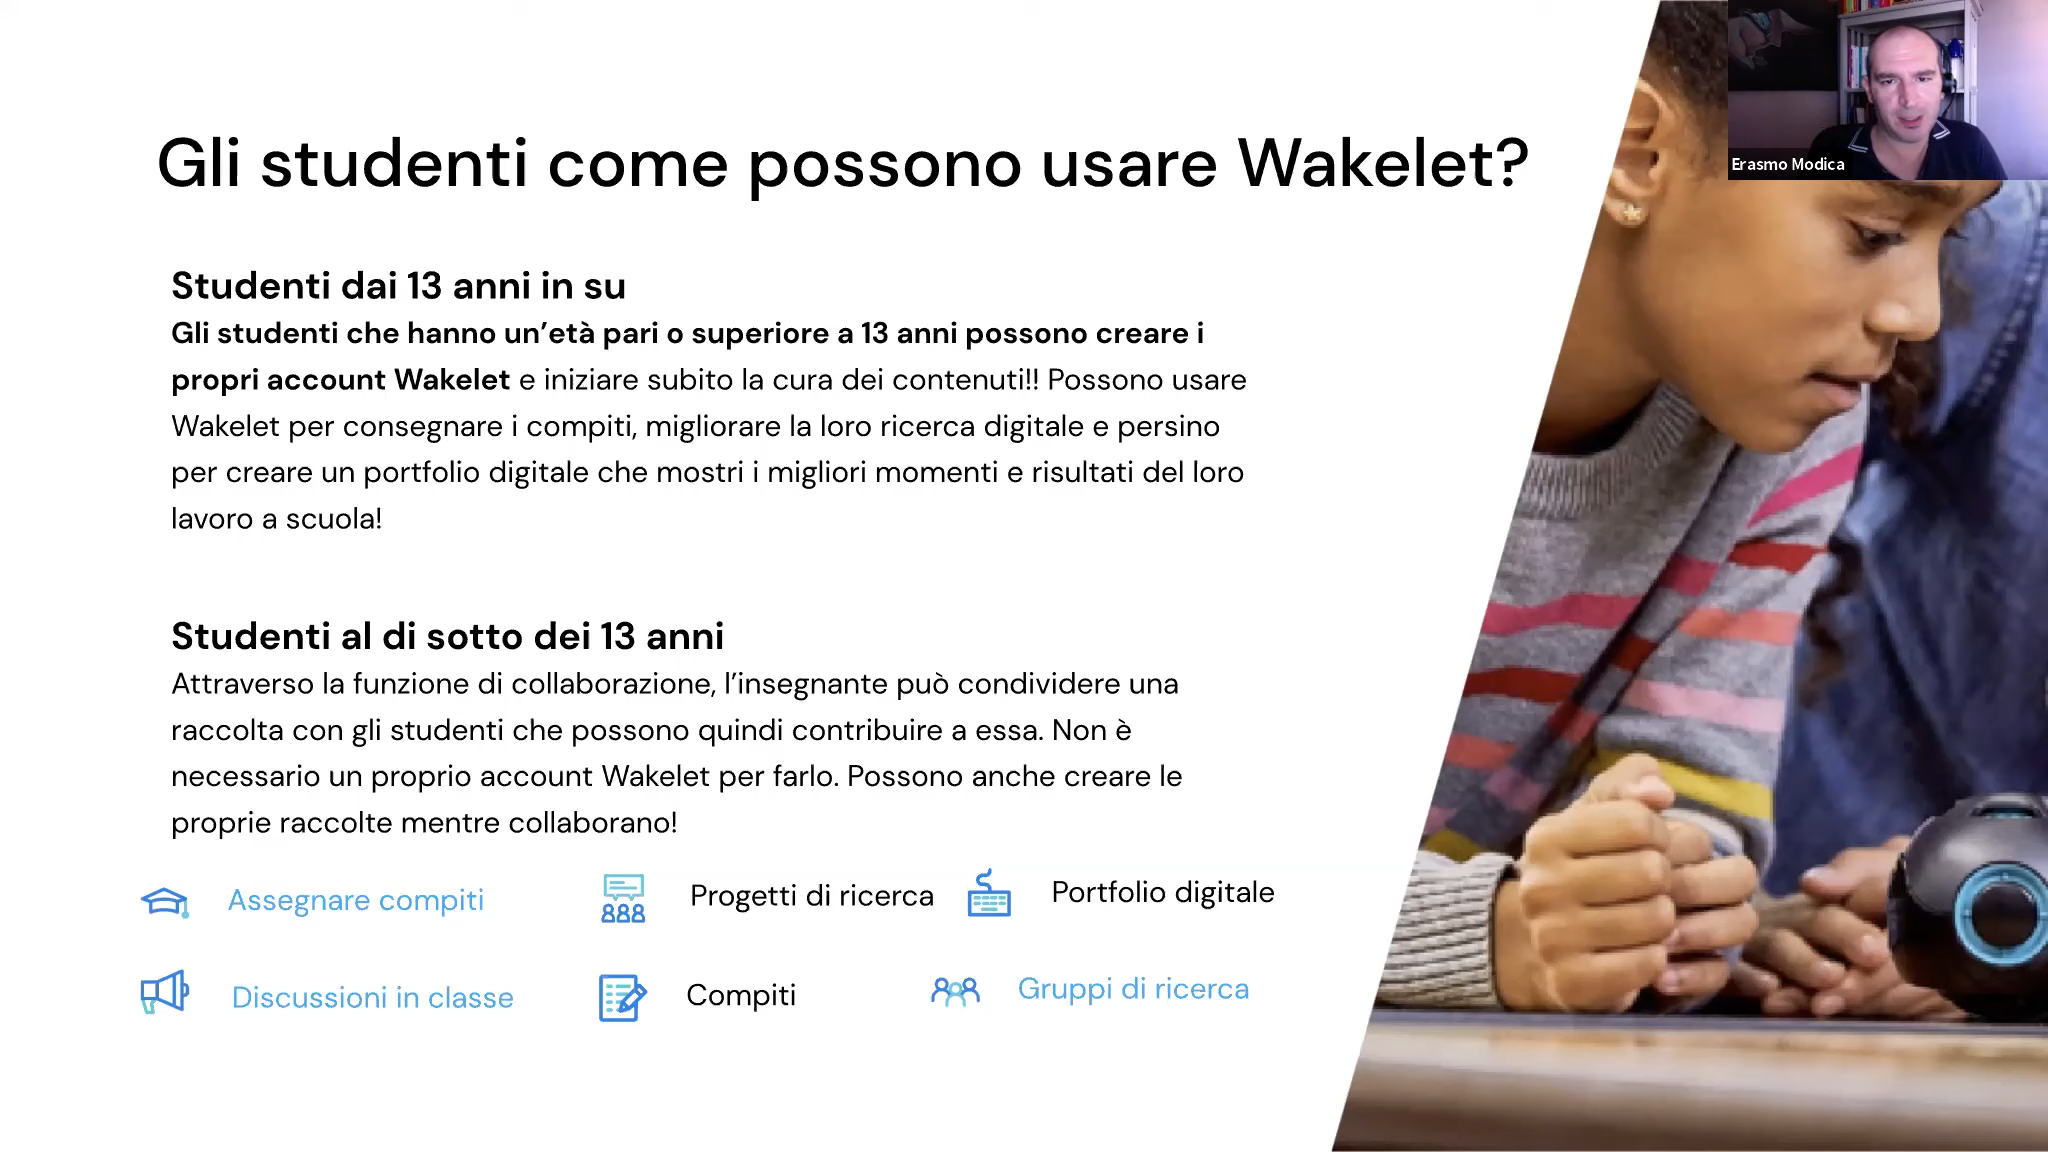 Gli studenti come possono usare Wakelet?
Erasmo Modica
Studenti dai 13 anni in su
Gli studenti che hanno un’età pari o superiore a 13 anni possono creare i
propri account Wakelet e iniziare subito la cura dei contenuti!! Possono usare
Wakelet per consegnare i compiti, migliorare la loro ricerca digitale e persino
per creare un portfolio digitale che mostri i migliori momenti e risultati del loro
lavoro a scuola!
Studenti al di sotto dei 13 anni
Attraverso la funzione di collaborazione, l’insegnante può condividere una
raccolta con gli studenti che possono quindi contribuire a essa. Non è
necessario un proprio account Wakelet per farlo. Possono anche creare le
proprie raccolte mentre collaborano!
Assegnare compiti
Progetti di ricerca
Portfolio digitale
Discussioni in classe
Compiti
Gruppi di ricerca